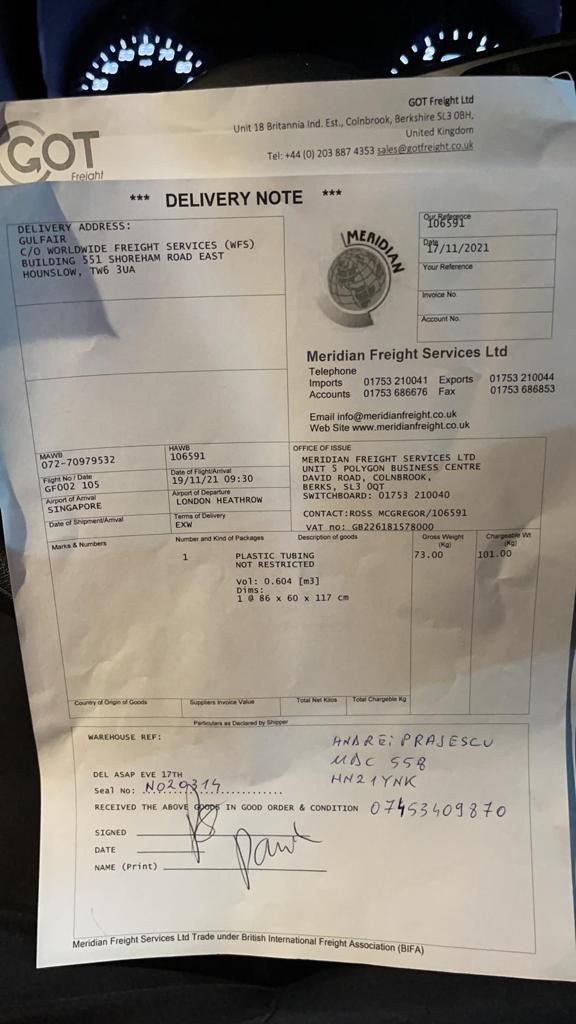 GOT
Freight
GOT Freight Ltd
Unit 18 Britannia Ind. Est., Colnbrook, Berkshire SL3 0BH,
United Kingdom
Tel: +44 (0) 203 887 4353 sales@gotfreight.co.uk
*** DELIVERY NOTE ***
DELIVERY ADDRESS:
GULFAIR
C/O WORLDWIDE FREIGHT SERVICES (WFS)
BUILDING 551 SHOREHAM ROAD EAST
HOUNSLOW, TW6 3UA
MERIDIAN
Our Reference
106591
Date
17/11/2021
Your Reference
Invoice No.
Account No.
Meridian Freight Services Ltd
Telephone
Imports 01753 210041 Exports 01753 210044
Accounts 01753 686676 Fax 01753 686853
Email info@meridianfreight.co.uk
Web Site www.meridianfreight.co.uk
MAWB
072-70979532
HAWB
106591
Flight No / Date
GF002 105
Date of Flight/Arrival
19/11/21 09:30
Airport of Arrival
SINGAPORE
Airport of Departure
LONDON HEATHROW
Date of Shipment/Arrival
Terms of Delivery
EXW
OFFICE OF ISSUE
MERIDIAN FREIGHT SERVICES LTD
UNIT 5 POLYGON BUSINESS CENTRE
DAVID ROAD, COLNBROOK,
BERKS, SL3 0QT
SWITCHBOARD: 01753 210040
CONTACT:ROSS MCGREGOR/106591
VAT no: GB226181578000
Marks & Numbers
Number and Kind of Packages
Description of goods
Gross Weight (Kg)
Chargeable Wt (Kg)
1 PLASTIC TUBING 73.00 101.00
NOT RESTRICTED
Vol: 0.604 [m3]
Dims:
1 @ 86 x 60 x 117 cm
Country of Origin of Goods
Suppliers Invoice Value
Total Net Kilos
Total Chargeable Kg
Particulars as Declared by Shipper
WAREHOUSE REF:
ANDREI PRAJESCU
MAC 558
HN21YNK
DEL ASAP EVE 17TH
Seal No: N029314
RECEIVED THE ABOVE GOODS IN GOOD ORDER & CONDITION 07453409870
SIGNED
DATE
NAME (Print)
Meridian Freight Services Ltd Trade under British International Freight Association (BIFA)